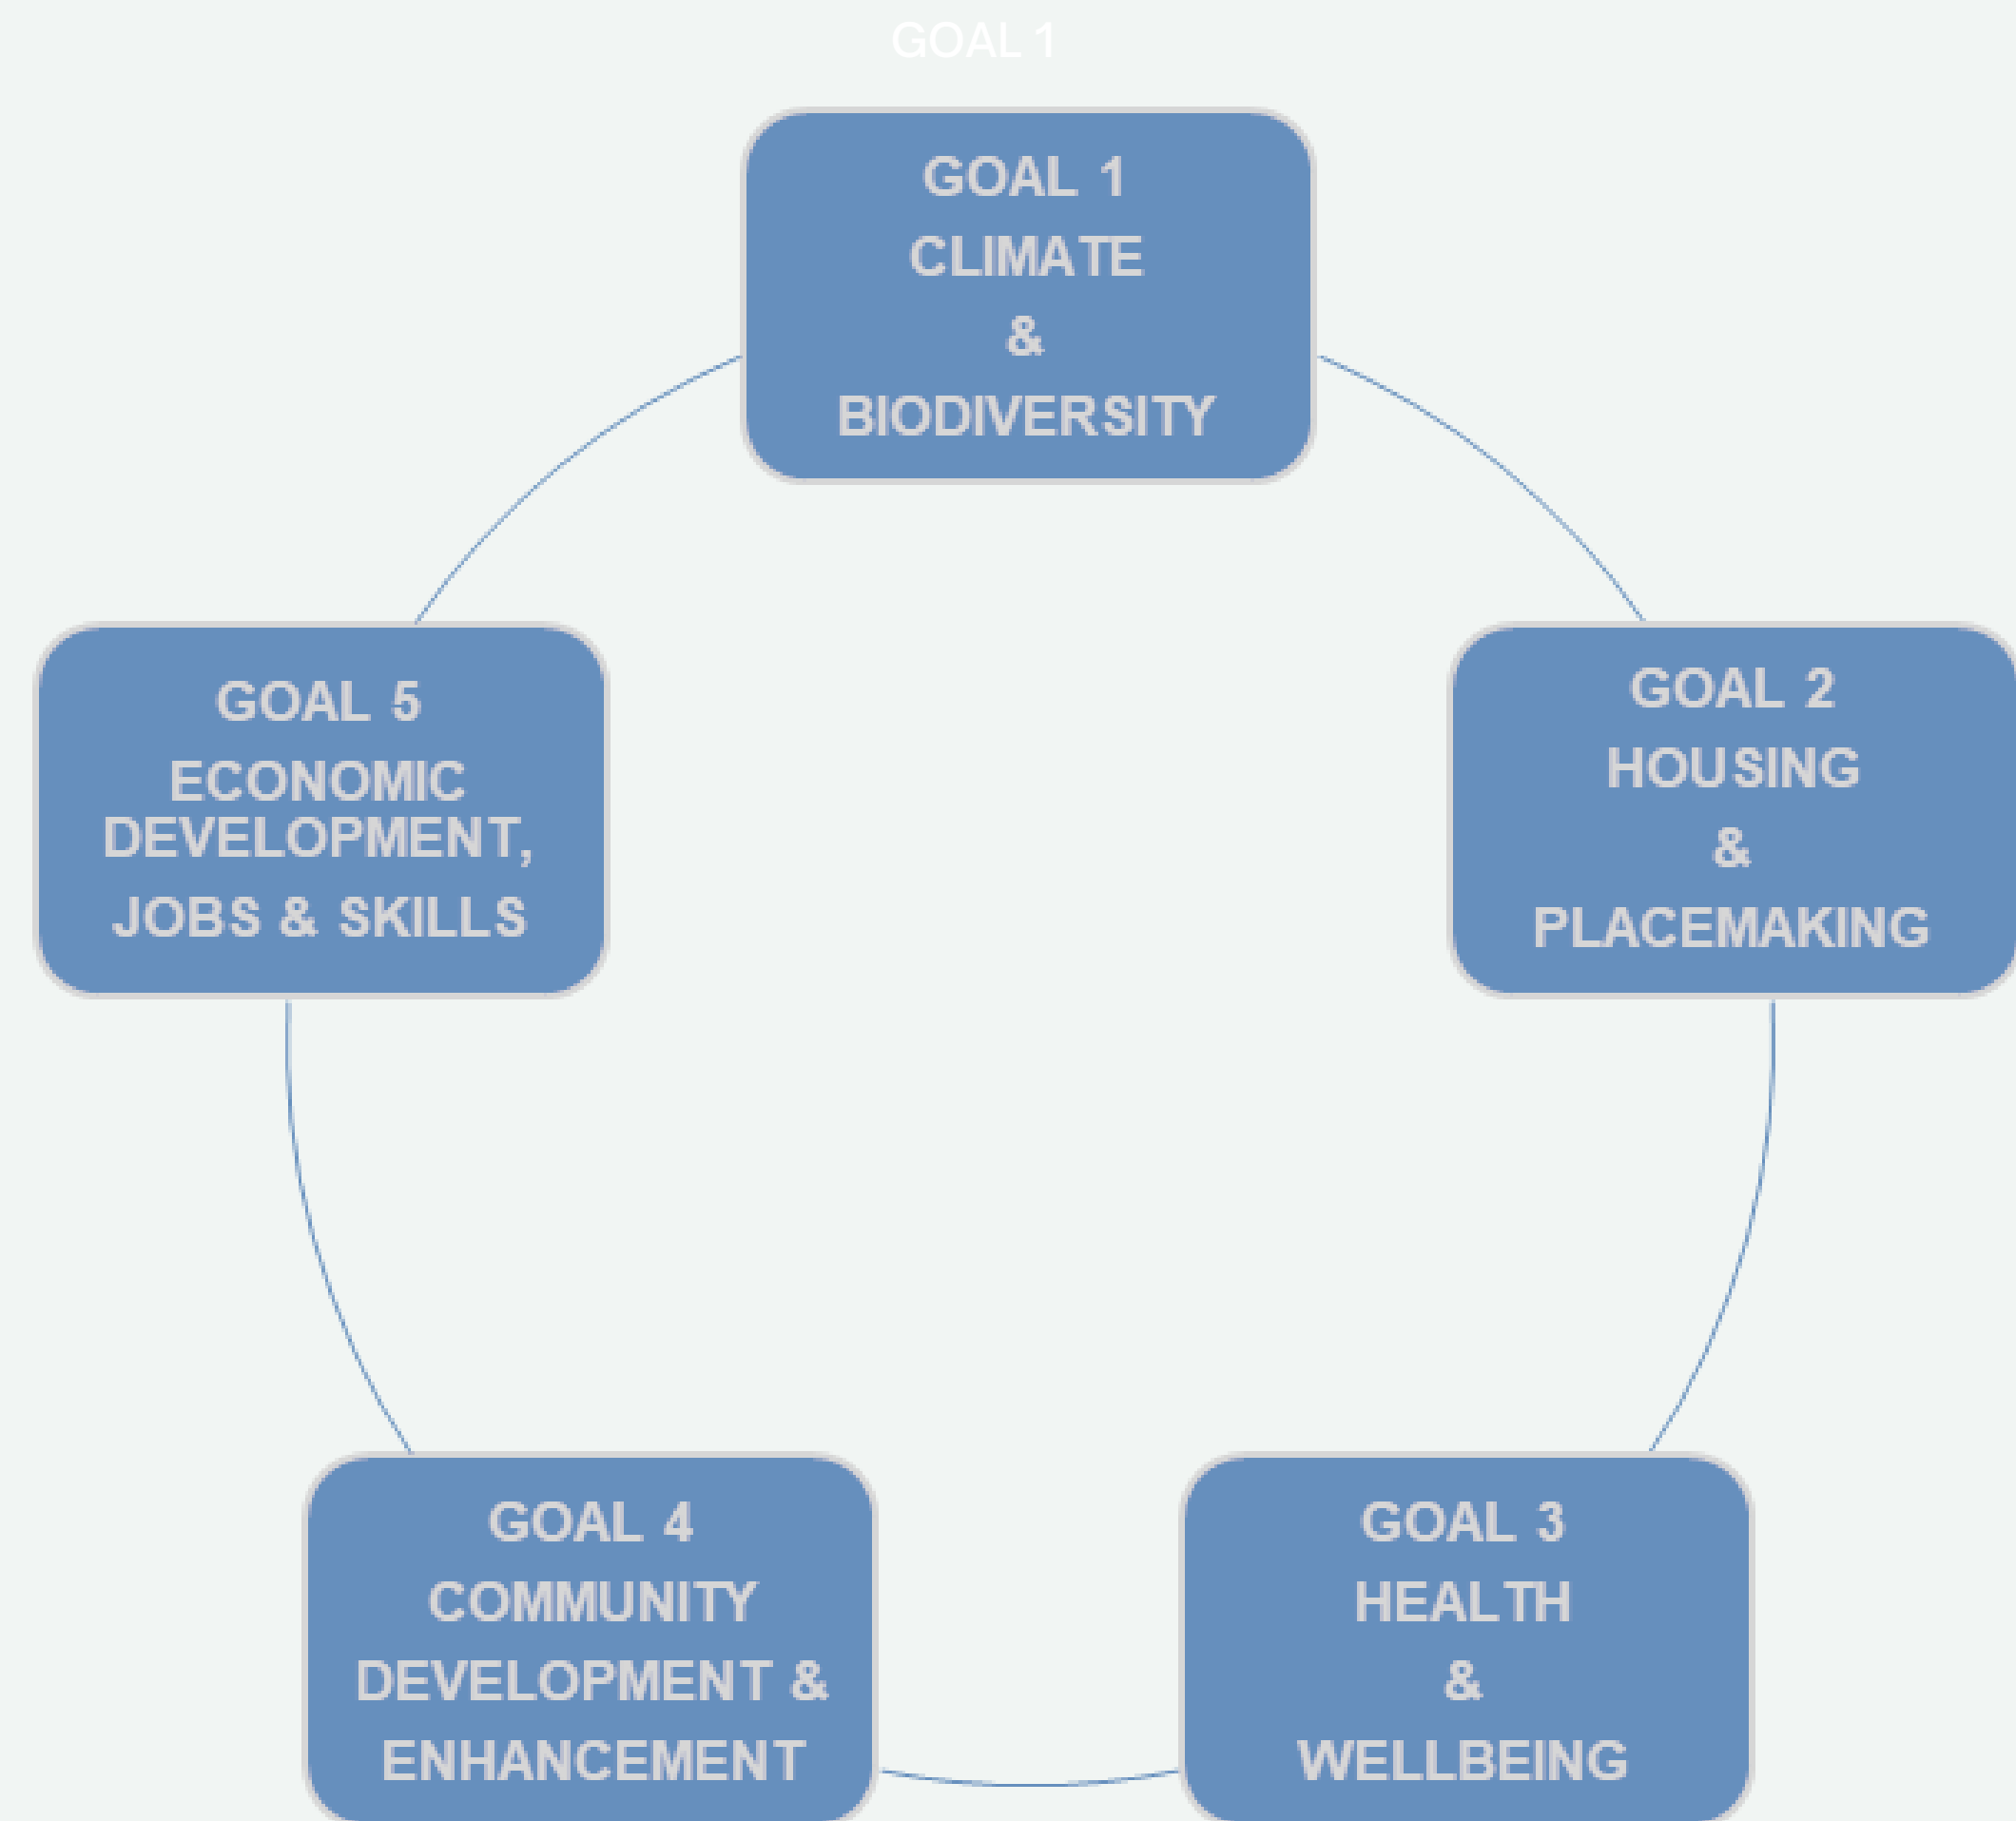 GOAL 1
GOAL 1
CLIMATE
&
BIODIVERSITY
GOAL 2
HOUSING
&
PLACEMAKING
GOAL 3
HEALTH
&
WELLBEING
GOAL 4
COMMUNITY
DEVELOPMENT &
ENHANCEMENT
GOAL 5
ECONOMIC
DEVELOPMENT,
JOBS & SKILLS